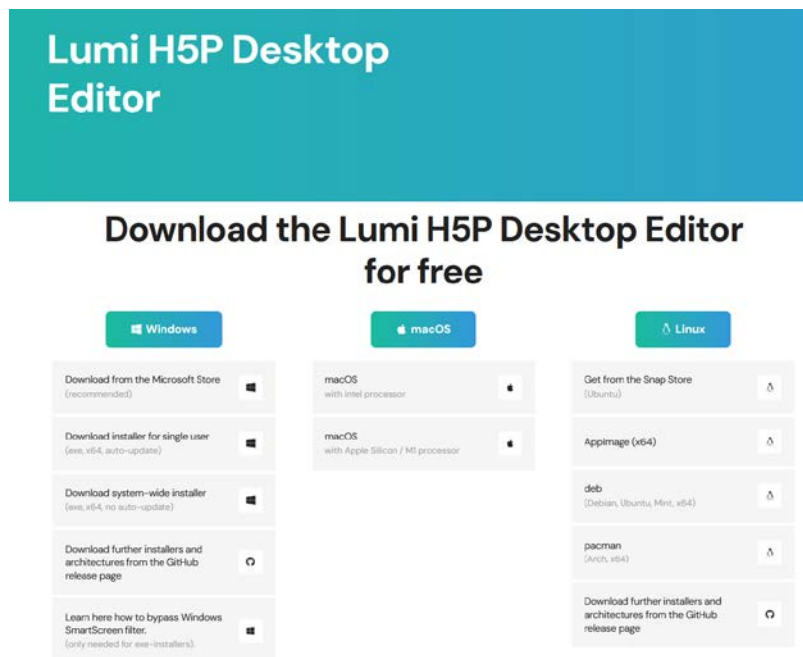 Lumi H5P Desktop
Editor
Download the Lumi H5P Desktop Editor
for free
Windows
Download from the Microsoft Store
(recommended)
Download installer for single user
(exe, x64, auto-update)
Download system-wide installer
(exe, x64, no auto-update)
Download further installers and
architectures from the GitHub
release page
Learn here how to bypass Windows
SmartScreen filter.
(only needed for exe-installers).
macOS
macOS
with intel processor
macOS
with Apple Silicon / M1 processor
Linux
Get from the Snap Store
(Ubuntu)
AppImage (x64)
deb
(Debian, Ubuntu, Mint, x64)
pacman
(Arch, x64)
Download further installers and
architectures from the GitHub
release page